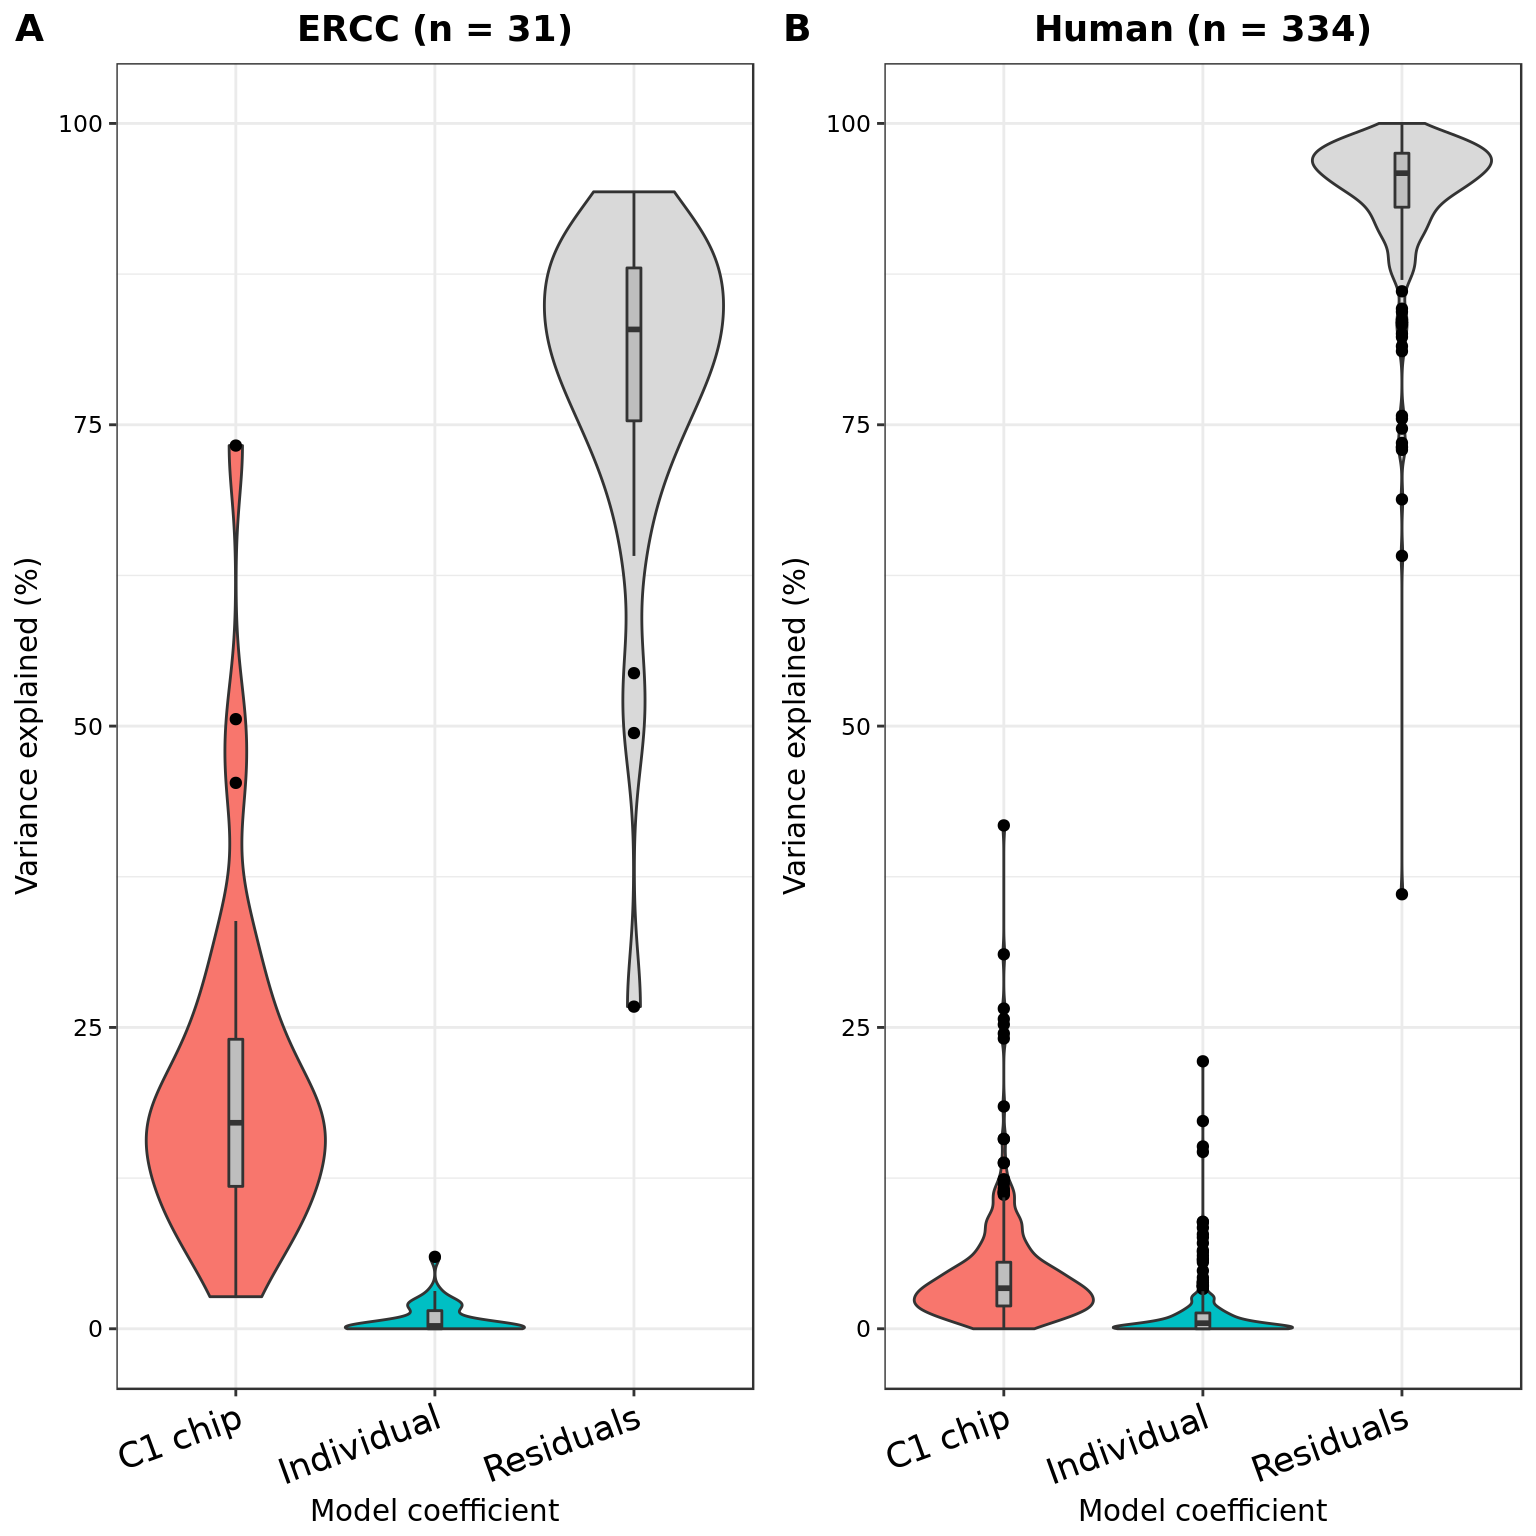 A
ERCC (n = 31)
Variance explained (%)
100
75
50
25
0
C1 chip
Individual
Residuals
Model coefficient
B
Human (n = 334)
Variance explained (%)
100
75
50
25
0
C1 chip
Individual
Residuals
Model coefficient